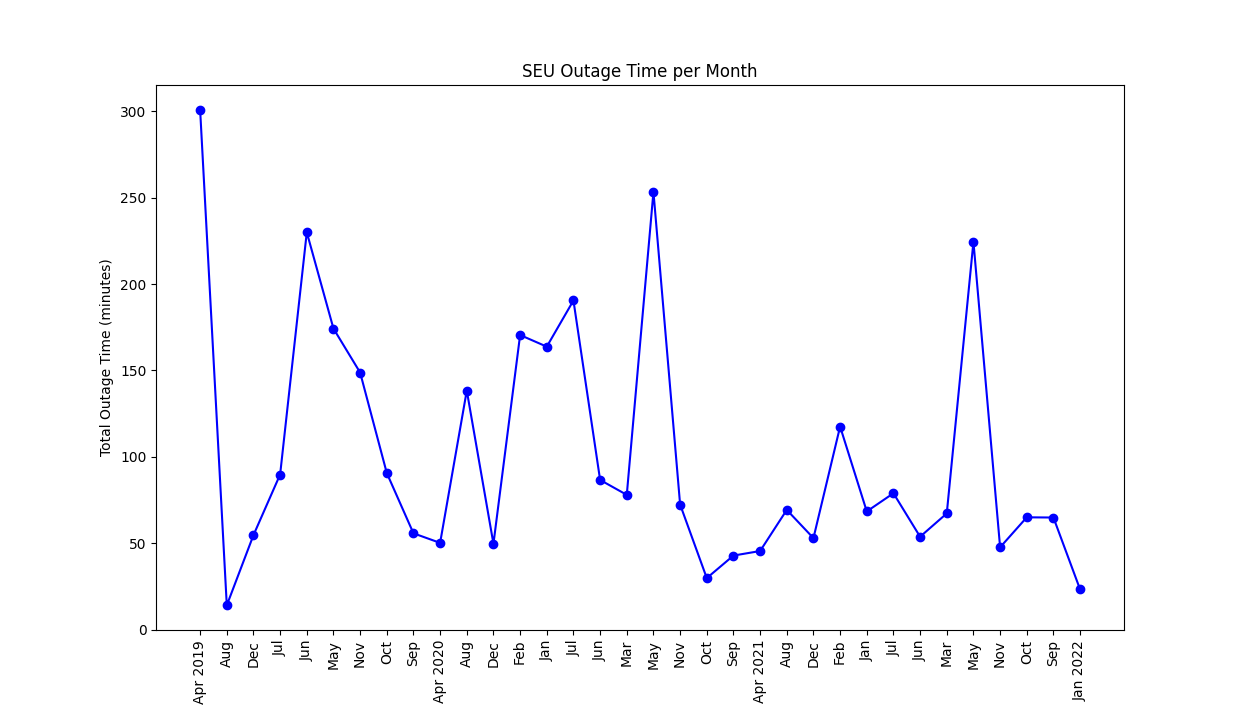 SEU Outage Time per Month
Total Outage Time (minutes)
300
250
200
150
100
50
0
Apr 2019
Aug
Dec
Jul
Jun
May
Nov
Oct
Sep
Apr 2020
Aug
Dec
Feb
Jan
Jul
Jun
Mar
May
Nov
Oct
Sep
Apr 2021
Aug
Dec
Feb
Jan
Jul
Jun
Mar
May
Nov
Oct
Sep
Jan 2022